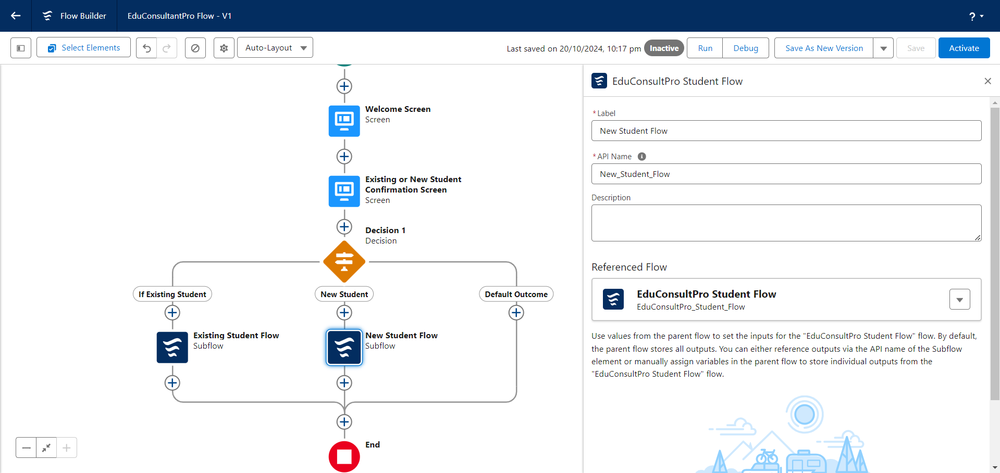 Flow Builder
EduConsultantPro Flow - V1
?
Select Elements
Auto-Layout
Last saved on 20/10/2024, 10:17 pm
Inactive
Run
Debug
Save As New Version
Save
Activate
Welcome Screen
Screen
Existing or New Student
Confirmation Screen
Screen
Decision 1
Decision
If Existing Student
New Student
Default Outcome
Existing Student Flow
Subflow
New Student Flow
Subflow
End
EduConsultPro Student Flow
* Label
New Student Flow
* API Name
New_Student_Flow
Description
Referenced Flow
EduConsultPro Student Flow
EduConsultPro_Student_Flow
Use values from the parent flow to set the inputs for the "EduConsultPro Student Flow" flow. By default,
the parent flow stores all outputs. You can either reference outputs via the API name of the Subflow
element or manually assign variables in the parent flow to store individual outputs from the
"EduConsultPro Student Flow" flow.